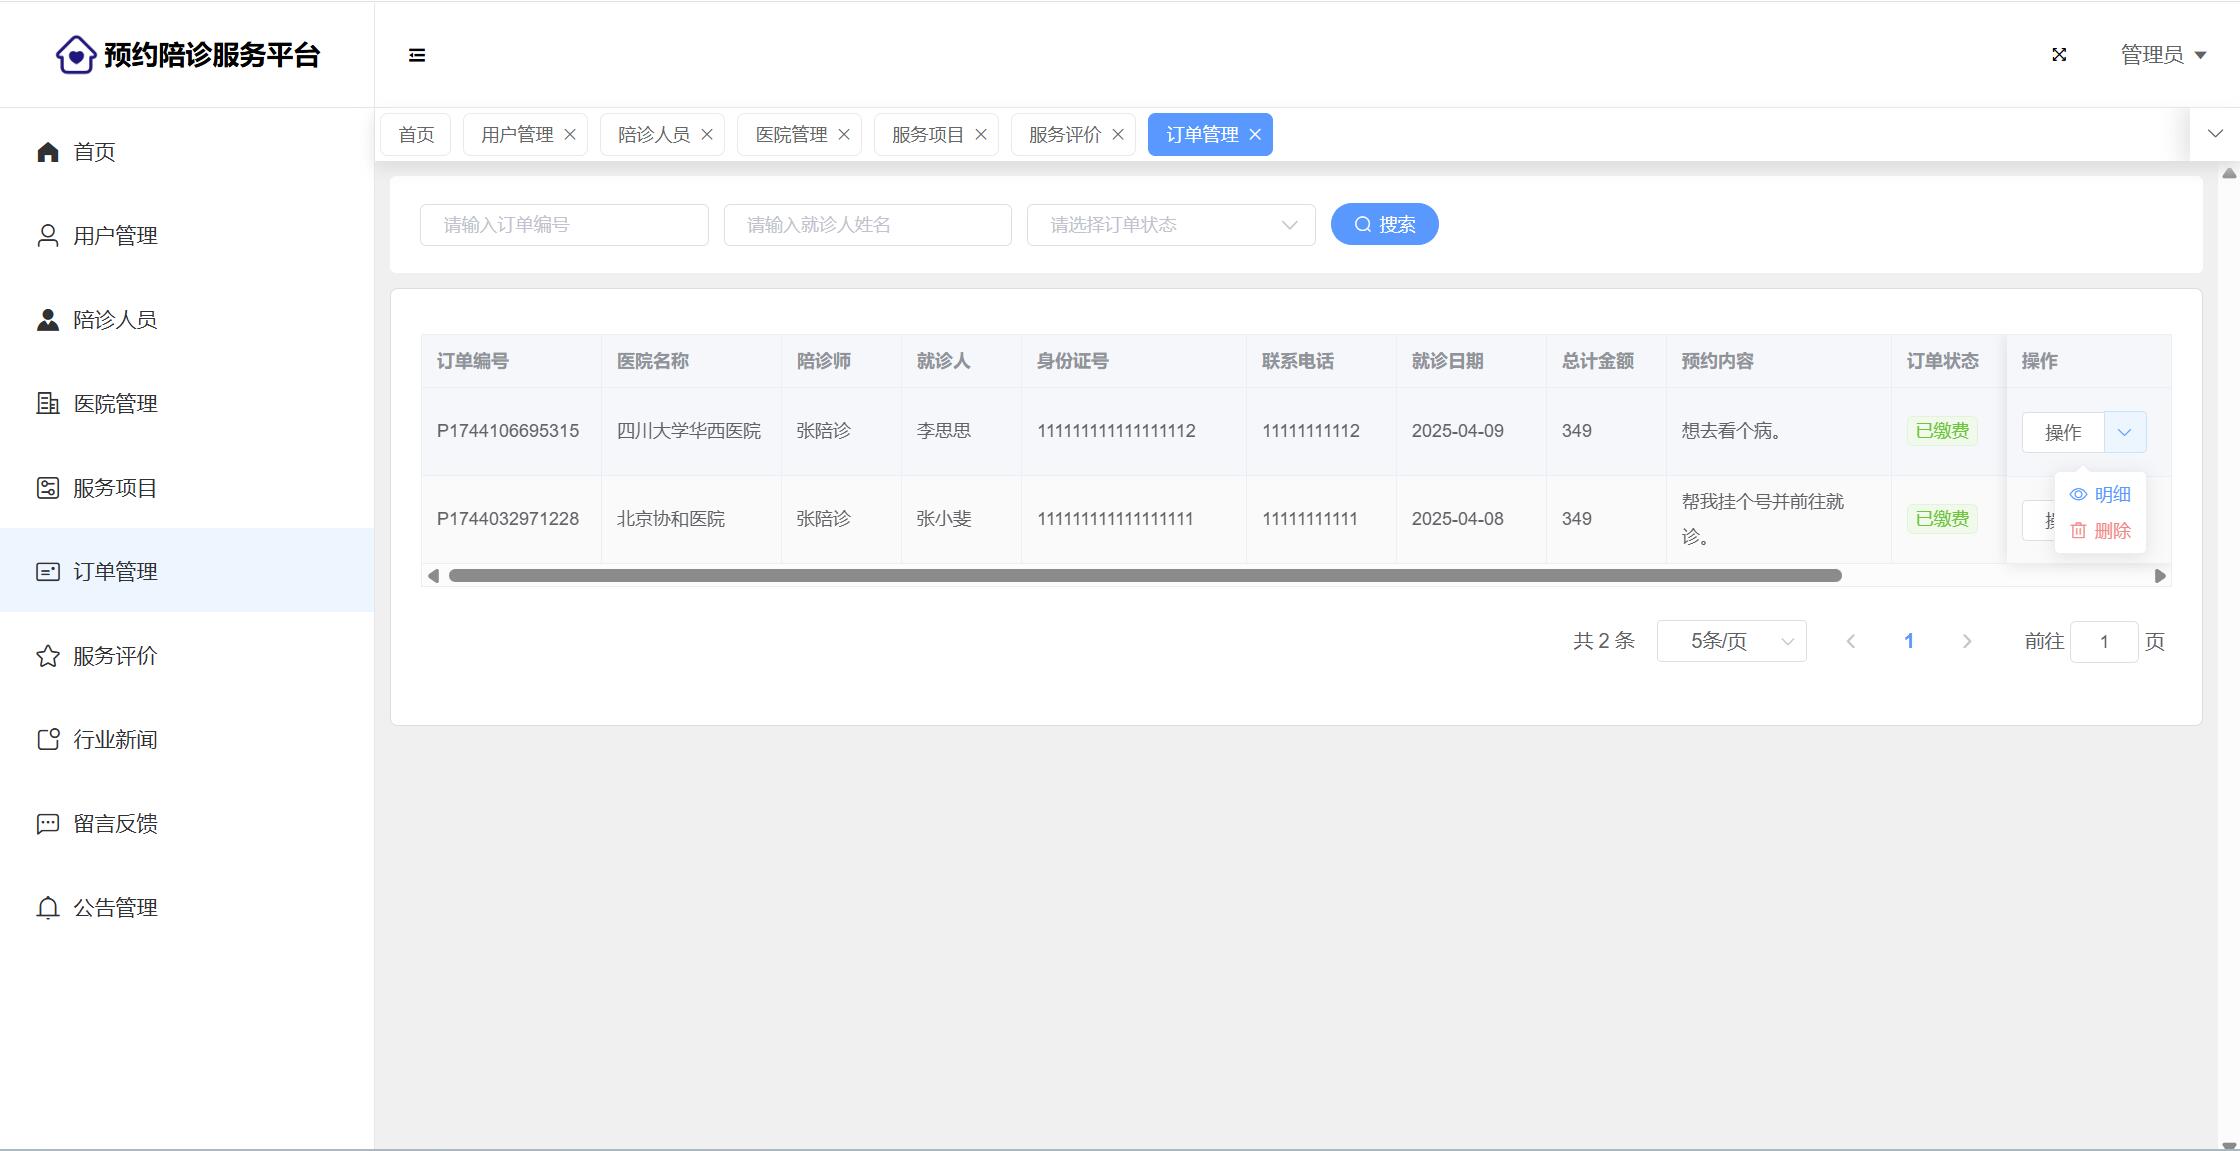 预约陪诊服务平台
管理员
首页
用户管理
陪诊人员
医院管理
服务项目
订单管理
服务评价
行业新闻
留言反馈
公告管理
首页 用户管理 陪诊人员 医院管理 服务项目 服务评价 订单管理
请输入订单编号 请输入就诊人姓名 请选择订单状态 搜索
订单编号 医院名称 陪诊师 就诊人 身份证号 联系电话 就诊日期 总计金额 预约内容 订单状态 操作
P1744106695315 四川大学华西医院 张陪诊 李思思 111111111111111112 11111111112 2025-04-09 349 想去看个病。 已缴费 操作
明细
删除
P1744032971228 北京协和医院 张陪诊 张小斐 111111111111111111 11111111111 2025-04-08 349 帮我挂个号并前往就
诊。 已缴费
共 2 条 5条/页 1 前往 1 页